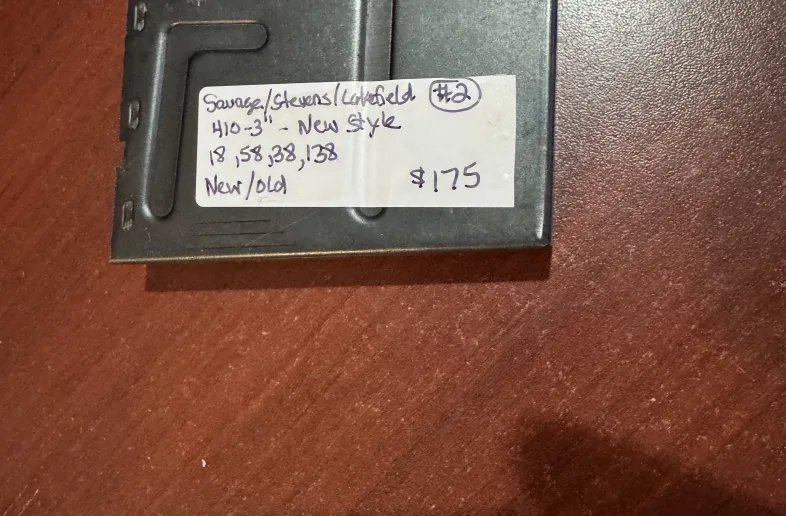 Savage/Stevens/Lakefield #2
410-3" - New Style
18,58,38,138
New/old $175